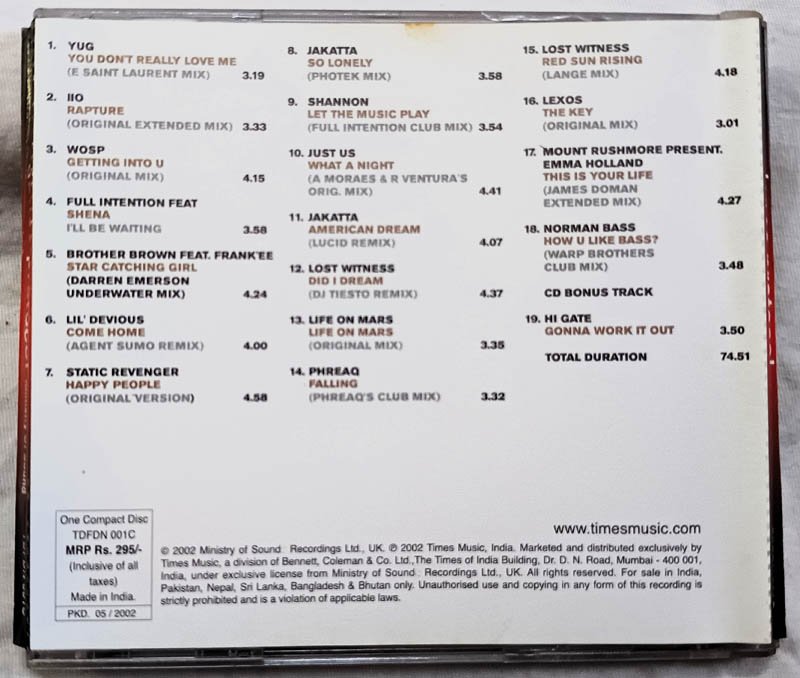 1. YUG
YOU DON'T REALLY LOVE ME
(E SAINT LAURENT MIX) 3.19
2. IIO
RAPTURE
(ORIGINAL EXTENDED MIX) 3.33
3. WOSP
GETTING INTO U
(ORIGINAL MIX) 4.15
4. FULL INTENTION FEAT
SHENA
I'LL BE WAITING 3.58
5. BROTHER BROWN FEAT. FRANK'EE
STAR CATCHING GIRL
(DARREN EMERSON
UNDERWATER MIX) 4.24
6. LIL' DEVIOUS
COME HOME
(AGENT SUMO REMIX) 4.00
7. STATIC REVENGER
HAPPY PEOPLE
(ORIGINAL VERSION) 4.58
8. JAKATTA
SO LONELY
(PHOTEK MIX) 3.58
9. SHANNON
LET THE MUSIC PLAY
(FULL INTENTION CLUB MIX) 3.54
10. JUST US
WHAT A NIGHT
(A MORAES & R VENTURA'S
ORIG. MIX) 4.41
11. JAKATTA
AMERICAN DREAM
(LUCID REMIX) 4.07
12. LOST WITNESS
DID I DREAM
(DJ TIESTO REMIX) 4.37
13. LIFE ON MARS
LIFE ON MARS
(ORIGINAL MIX) 3.35
14. PHREAQ
FALLING
(PHREAQ'S CLUB MIX) 3.32
15. LOST WITNESS
RED SUN RISING
(LANGE MIX) 4.18
16. LEXOS
THE KEY
(ORIGINAL MIX) 3.01
17. MOUNT RUSHMORE PRESENT.
EMMA HOLLAND
THIS IS YOUR LIFE
(JAMES DOMAN
EXTENDED MIX) 4.27
18. NORMAN BASS
HOW U LIKE BASS?
(WARP BROTHERS
CLUB MIX) 3.48
CD BONUS TRACK
19. HI GATE
GONNA WORK IT OUT 3.50
TOTAL DURATION 74.51
One Compact Disc
TDFDN 001C
MRP Rs. 295/-
(Inclusive of all
taxes)
Made in India.
PKD. 05 / 2002
www.timesmusic.com
© 2002 Ministry of Sound Recordings Ltd., UK. ℗ 2002 Times Music, India. Marketed and distributed exclusively by
Times Music, a division of Bennett, Coleman & Co. Ltd.,The Times of India Building, Dr. D. N. Road, Mumbai - 400 001,
India, under exclusive license from Ministry of Sound Recordings Ltd., UK. All rights reserved. For sale in India,
Pakistan, Nepal, Sri Lanka, Bangladesh & Bhutan only. Unauthorised use and copying in any form of this recording is
strictly prohibited and is a violation of applicable laws.